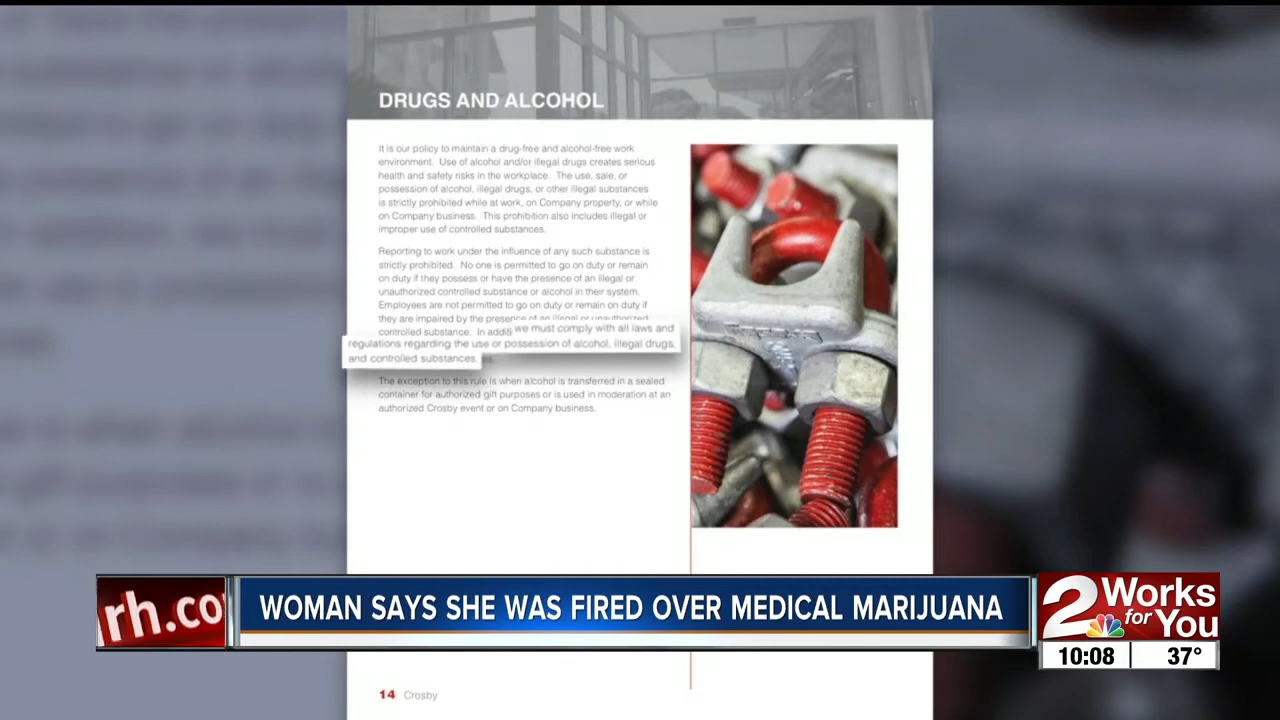 DRUGS AND ALCOHOL
It is our policy to maintain a drug-free and alcohol-free work
environment. Use of alcohol and/or illegal drugs creates serious
health and safety risks in the workplace. The use, sale, or
possession of alcohol, illegal drugs, or other illegal substances
is strictly prohibited while at work, on Company property, or while
on Company business. This prohibition also includes illegal or
improper use of controlled substances.
Reporting to work under the influence of any such substance is
strictly prohibited. No one is permitted to go on duty or remain
on duty if they possess or have the presence of an illegal or
unauthorized controlled substance or alcohol in their system.
Employees are not permitted to go on duty or remain on duty if
they are impaired by the presence of an illegal or unauthorized
controlled substance. In additi we must comply with all laws and
regulations regarding the use or possession of alcohol, illegal drugs,
and controlled substances. es.
The exception to this rule is when alcohol is transferred in a sealed
container for authorized gift purposes or is used in moderation at an
authorized Crosby event or on Company business.
rh.co
WOMAN SAYS SHE WAS FIRED OVER MEDICAL MARIJUANA
2 Works for You
10:08 37°
14 Crosby